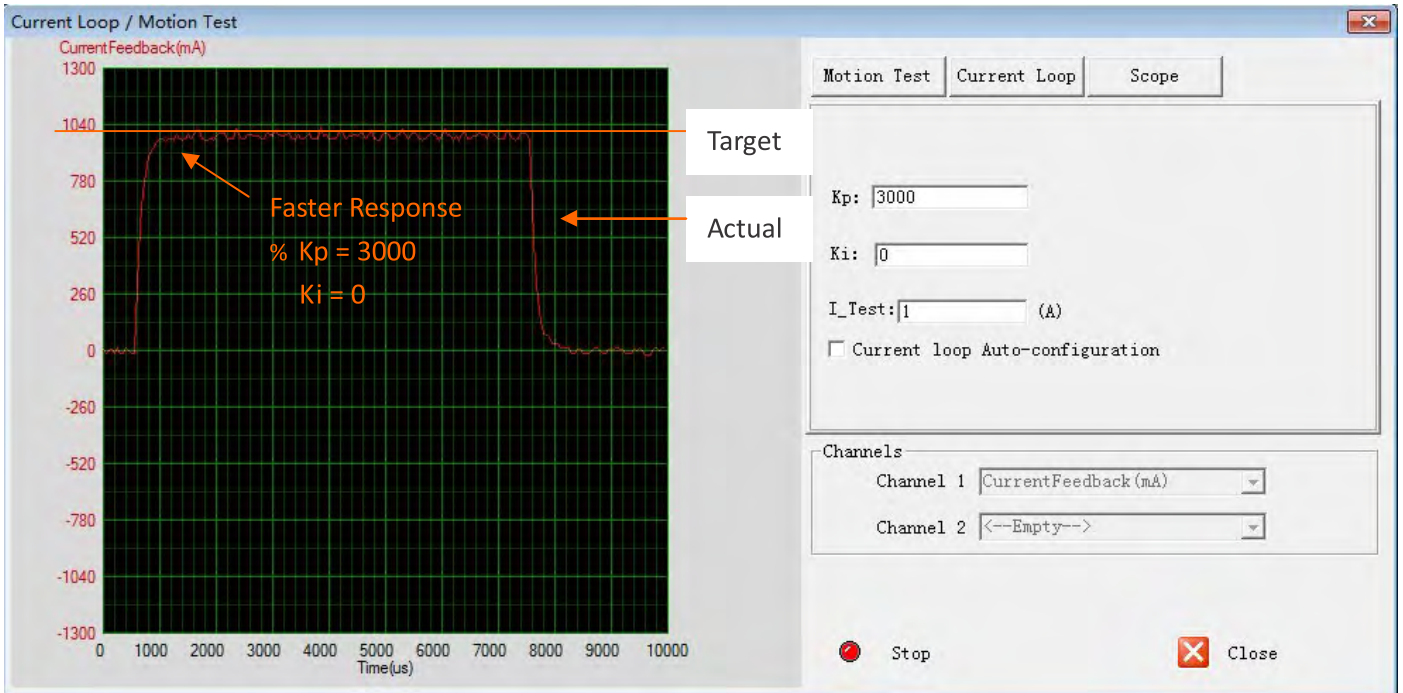 Current Loop / Motion Test
CurrentFeedback(mA)
1300
1040
780
520
260
0
-260
-520
-780
-1040
-1300
0 1000 2000 3000 4000 5000 6000 7000 8000 9000 10000
Time(us)
Faster Response
% Kp = 3000
Ki = 0
Target
Actual
Motion Test Current Loop Scope
Kp: 3000
Ki: 0
I_Test: 1 (A)
Current loop Auto-configuration
Channels
Channel 1 CurrentFeedback(mA)
Channel 2 <--Empty-->
Stop Close